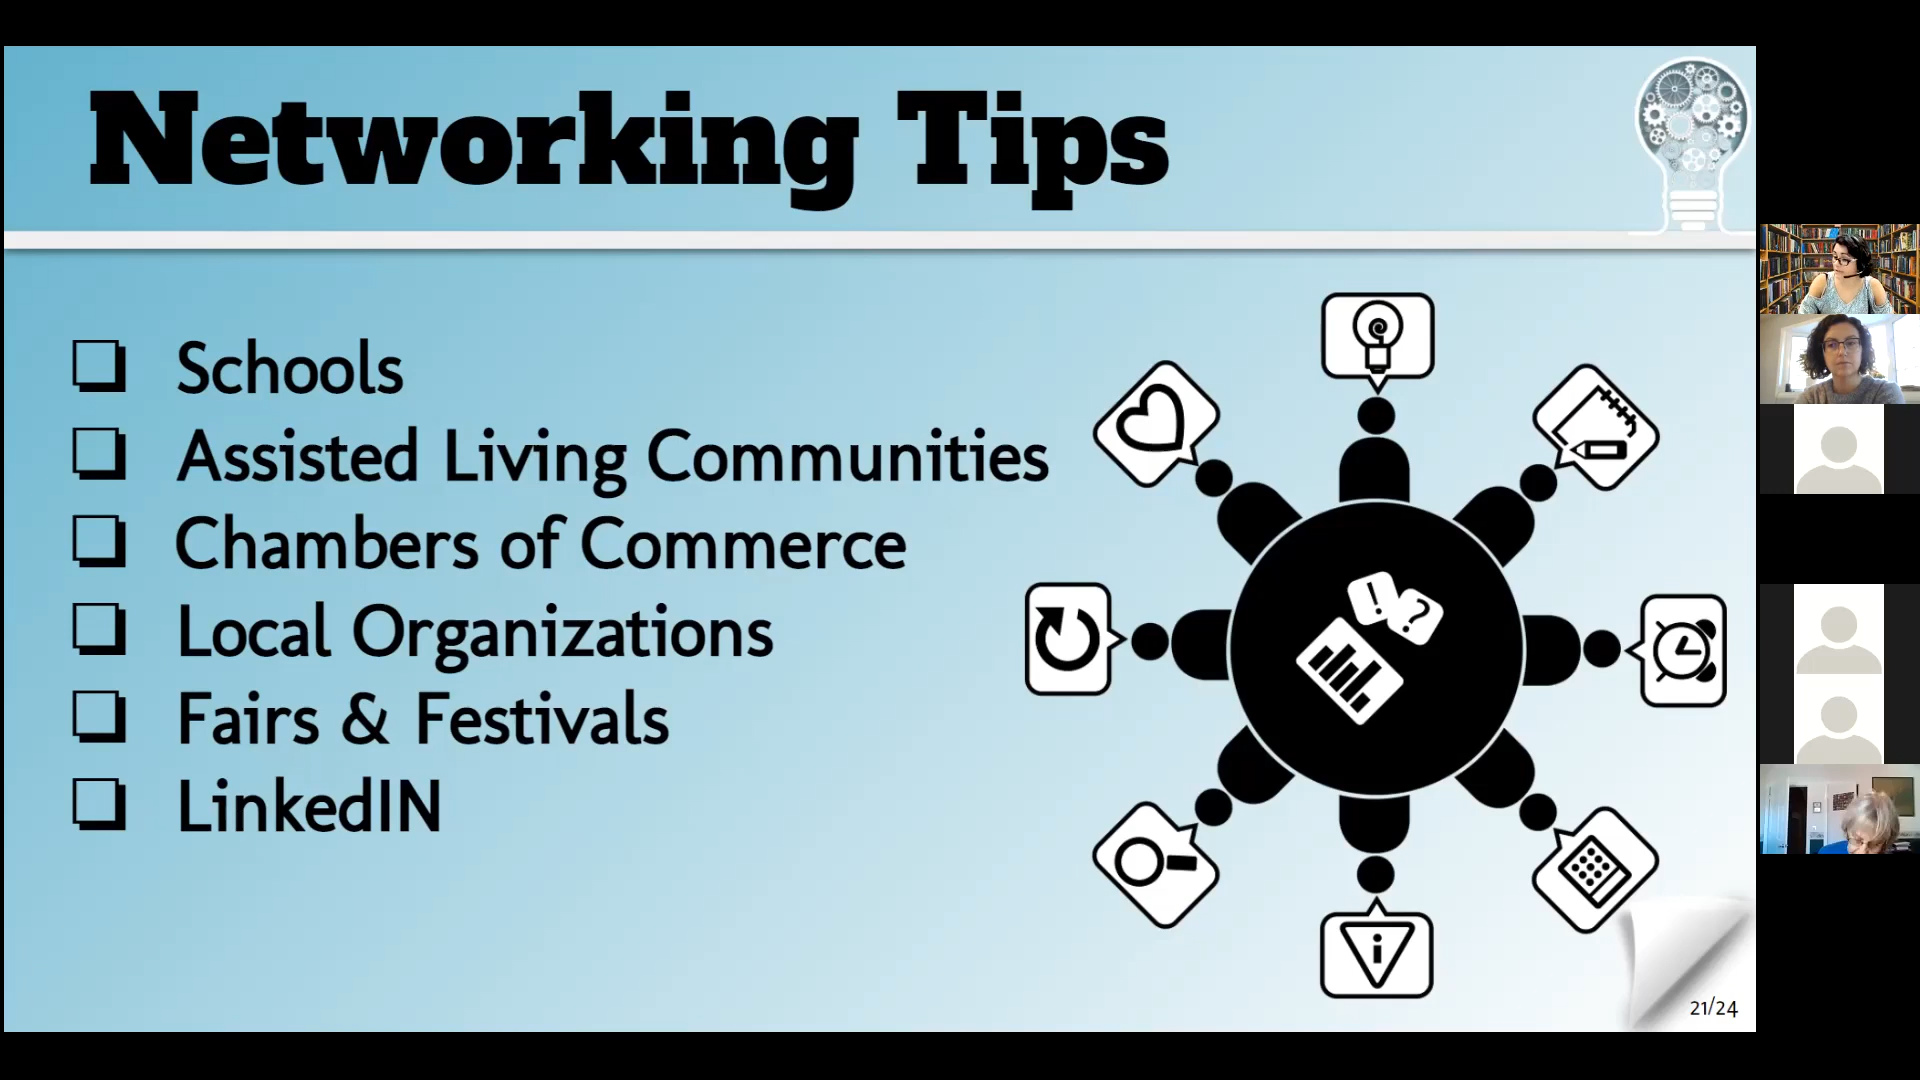 Networking Tips
Schools
Assisted Living Communities
Chambers of Commerce
Local Organizations
Fairs & Festivals
LinkedIN
! ?
i
21/24